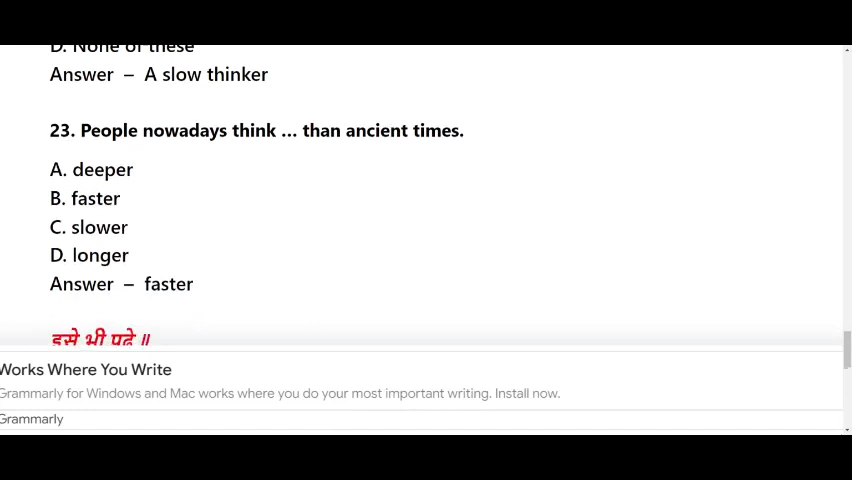 D. None of these
Answer – A slow thinker
23. People nowadays think ... than ancient times.
A. deeper
B. faster
C. slower
D. longer
Answer – faster
इसे भी पढ़े ॥
Works Where You Write
Grammarly for Windows and Mac works where you do your most important writing. Install now.
Grammarly